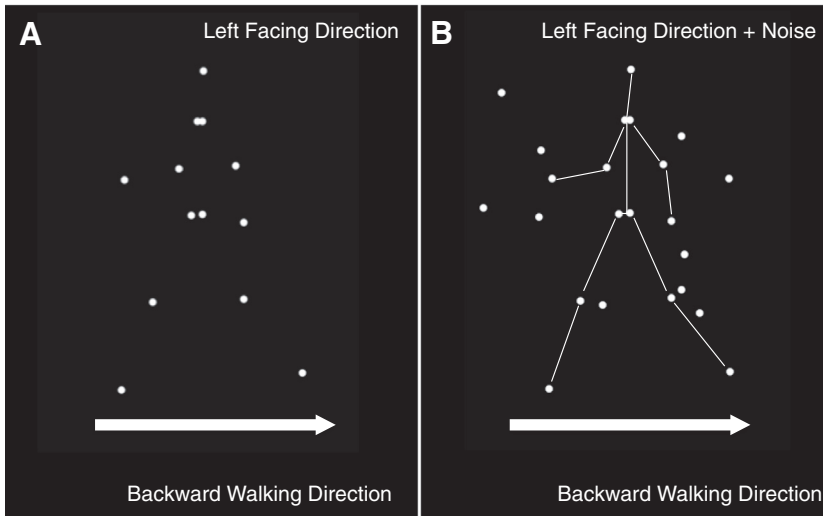 A
Left Facing Direction
Backward Walking Direction
B
Left Facing Direction + Noise
Backward Walking Direction